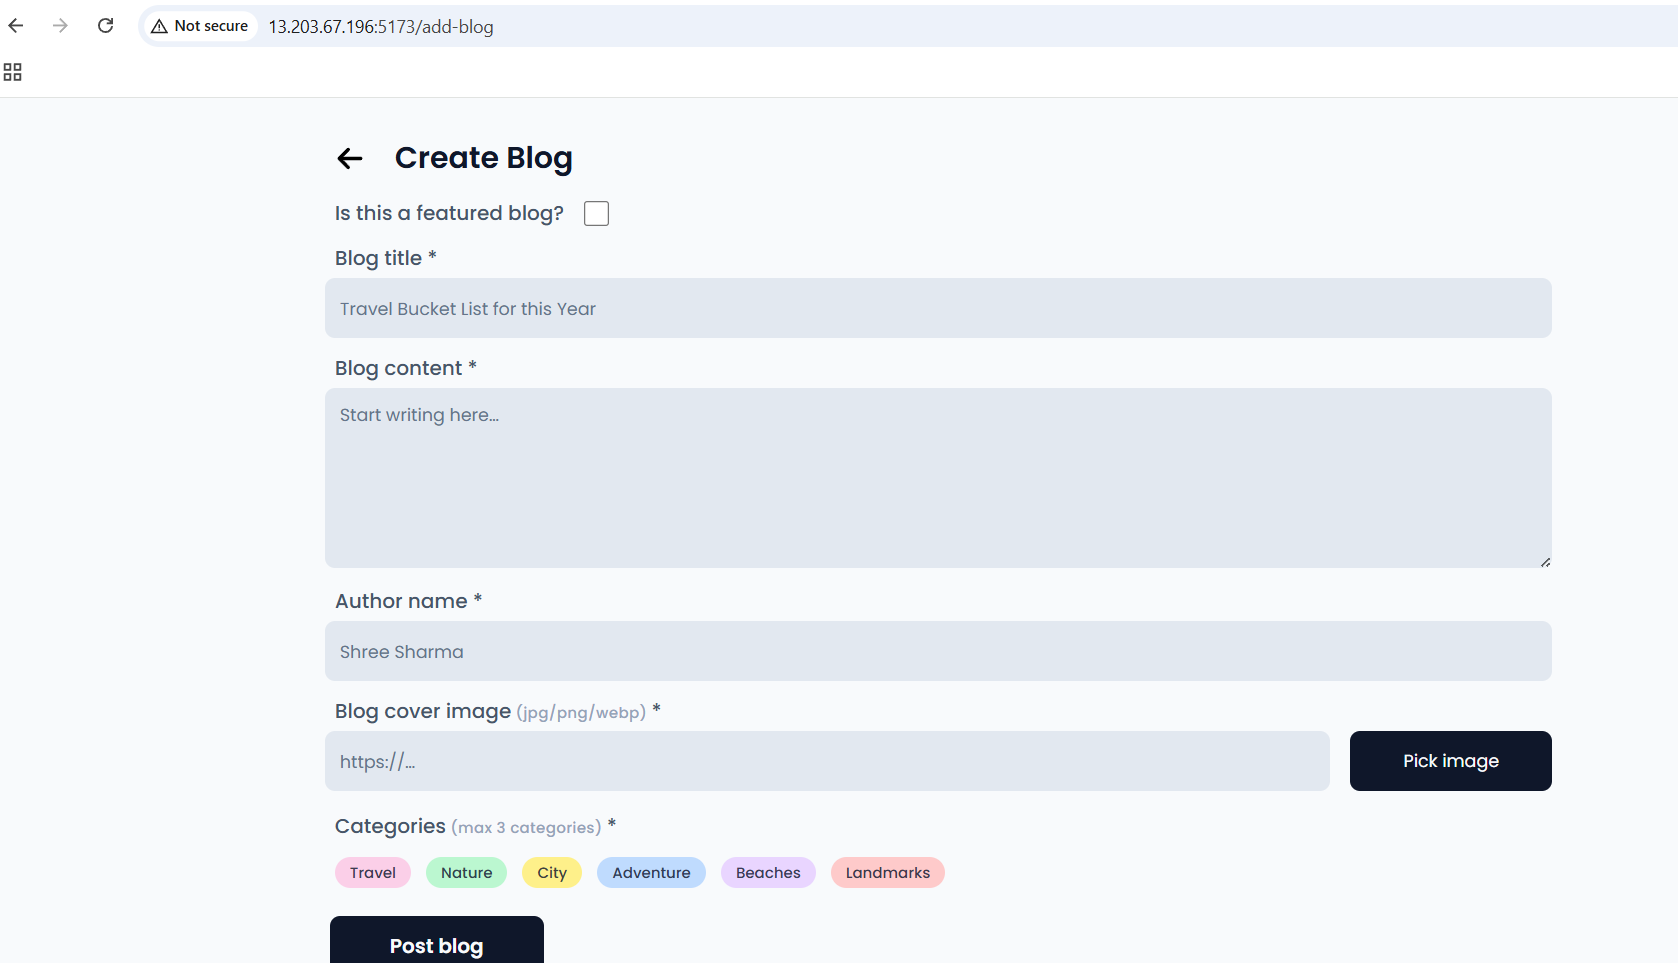 Not secure 13.203.67.196:5173/add-blog
Create Blog
Is this a featured blog?
Blog title *
Travel Bucket List for this Year
Blog content *
Start writing here...
Author name *
Shree Sharma
Blog cover image (jpg/png/webp) *
https://...
Pick image
Categories (max 3 categories) *
Travel Nature City Adventure Beaches Landmarks
Post blog